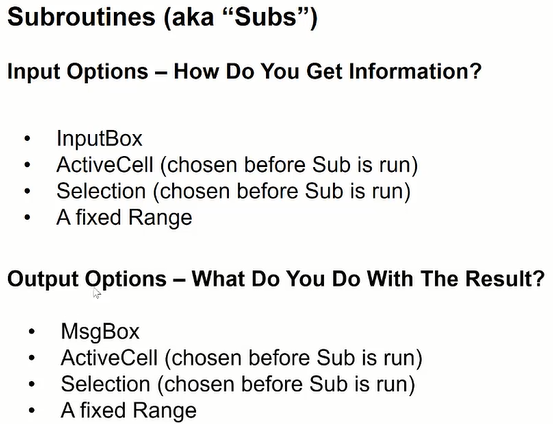 Subroutines (aka “Subs”)
Input Options – How Do You Get Information?
• InputBox
• ActiveCell (chosen before Sub is run)
• Selection (chosen before Sub is run)
• A fixed Range
Output Options – What Do You Do With The Result?
• MsgBox
• ActiveCell (chosen before Sub is run)
• Selection (chosen before Sub is run)
• A fixed Range